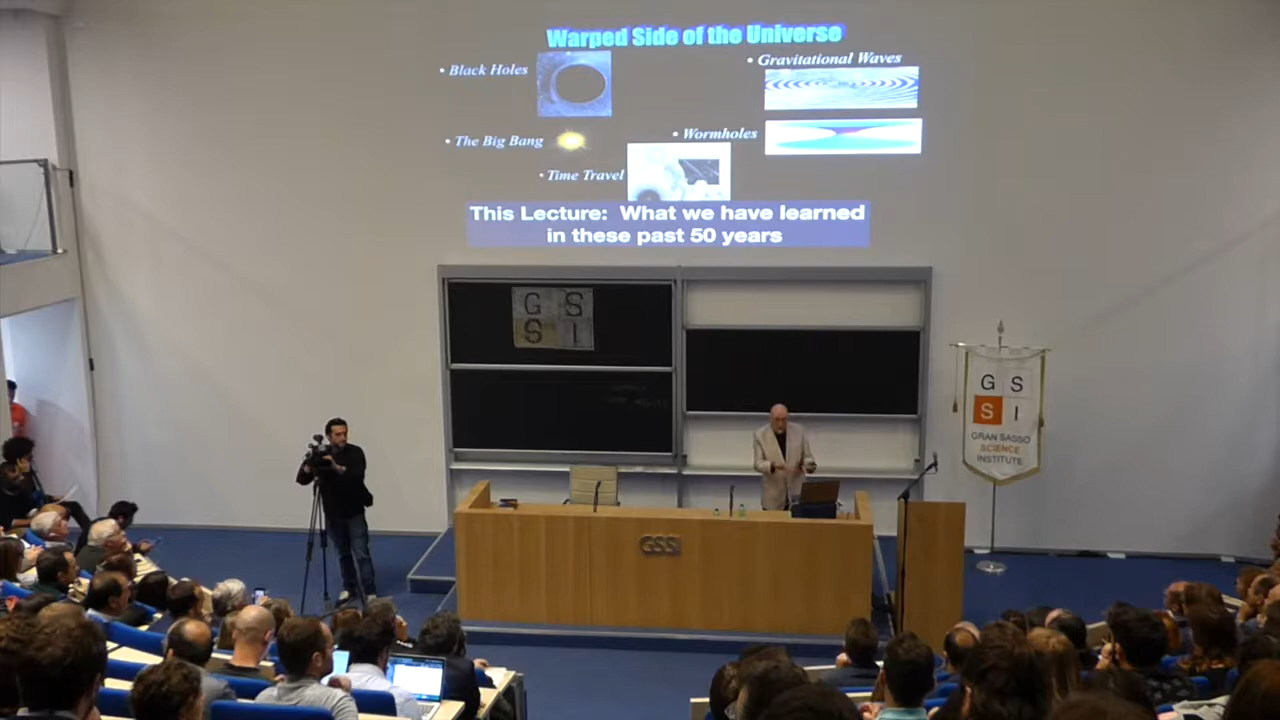 Warped Side of the Universe
• Black Holes
• Gravitational Waves
• The Big Bang
• Wormholes
• Time Travel
This Lecture: What we have learned
in these past 50 years
G S
S I
G S
S I
GRAN SASSO
SCIENCE
INSTITUTE
GSSI